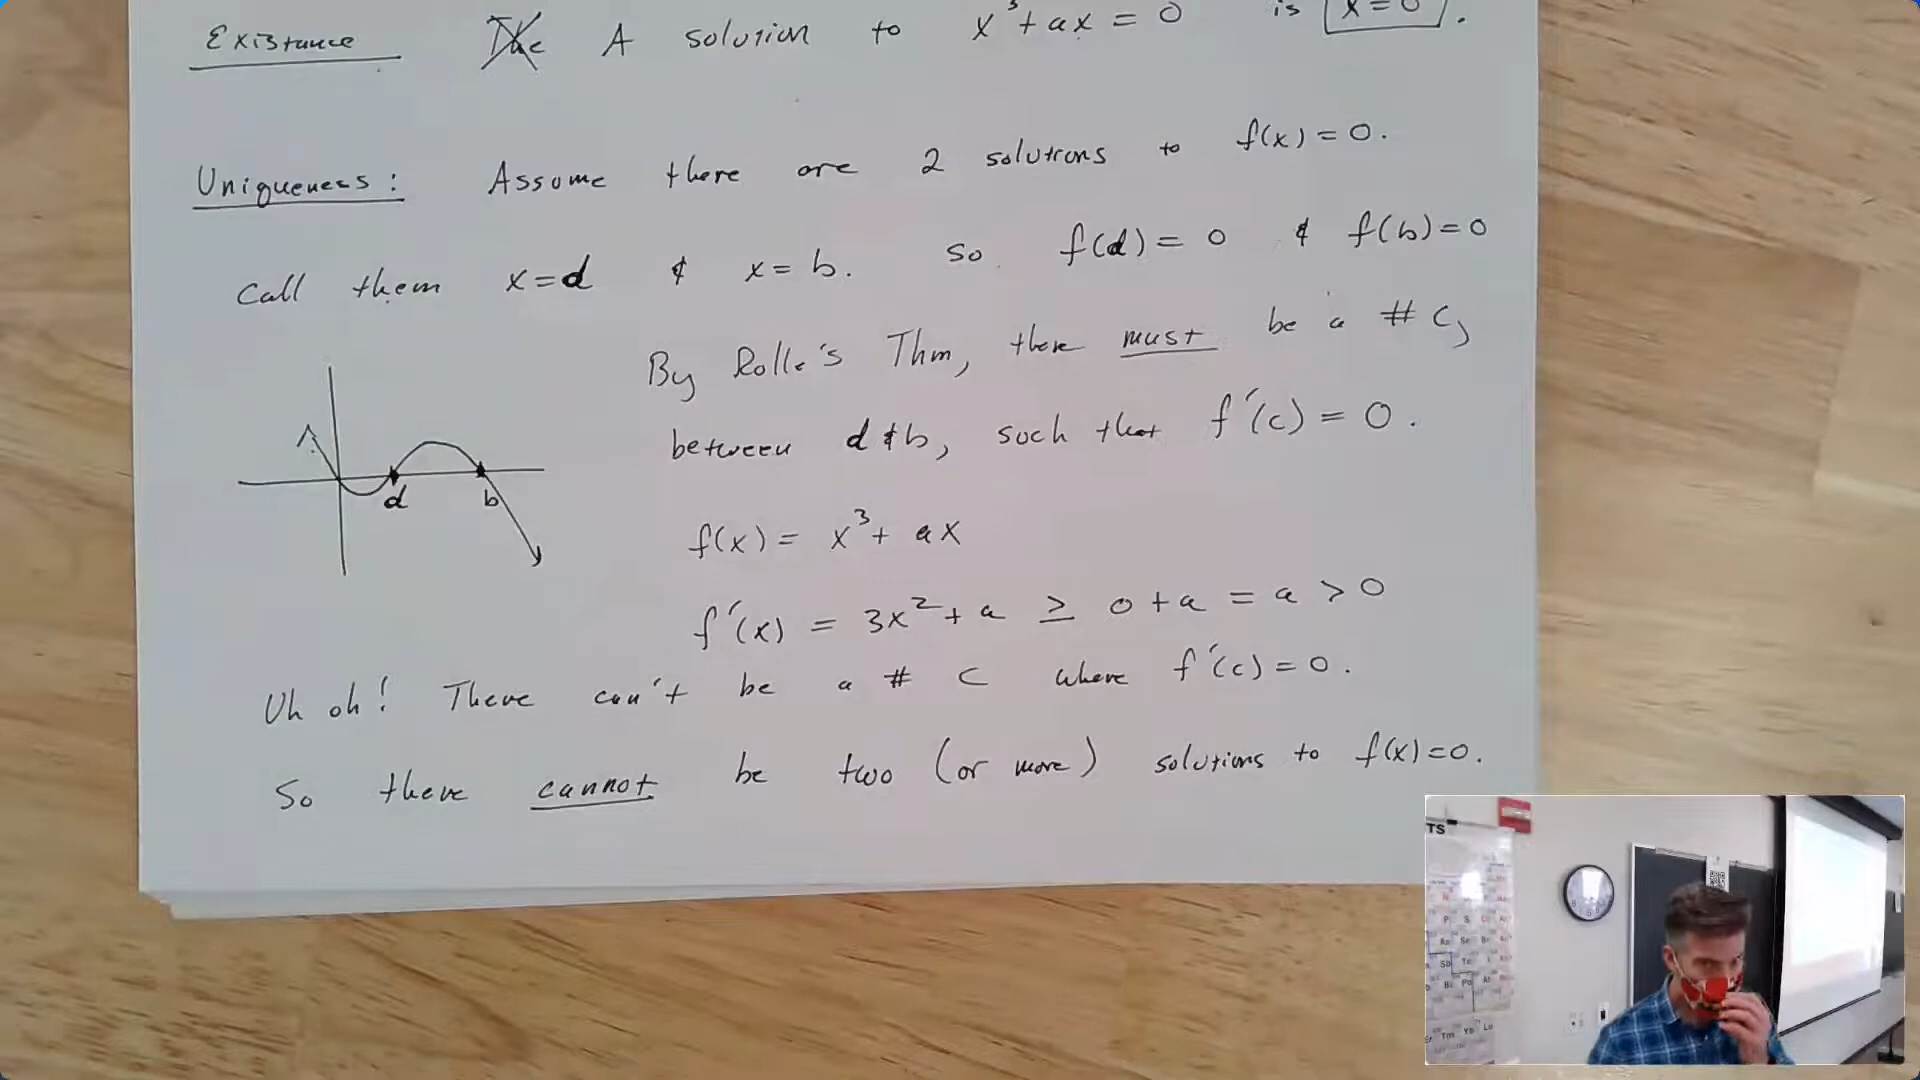 Existance The A solution to x³ + ax = 0 is x = 0.
Uniqueness: Assume there are 2 solutions to f(x) = 0.
Call them x = d & x = b. So f(d) = 0 & f(b) = 0
By Rolle's Thm, there must be a # c,
between d & b, such that f'(c) = 0.
d b
f(x) = x³ + ax
f'(x) = 3x² + a ≥ 0 + a = a > 0
Uh oh! There can't be a # c where f'(c) = 0.
So there cannot be two (or more) solutions to f(x) = 0.
TS